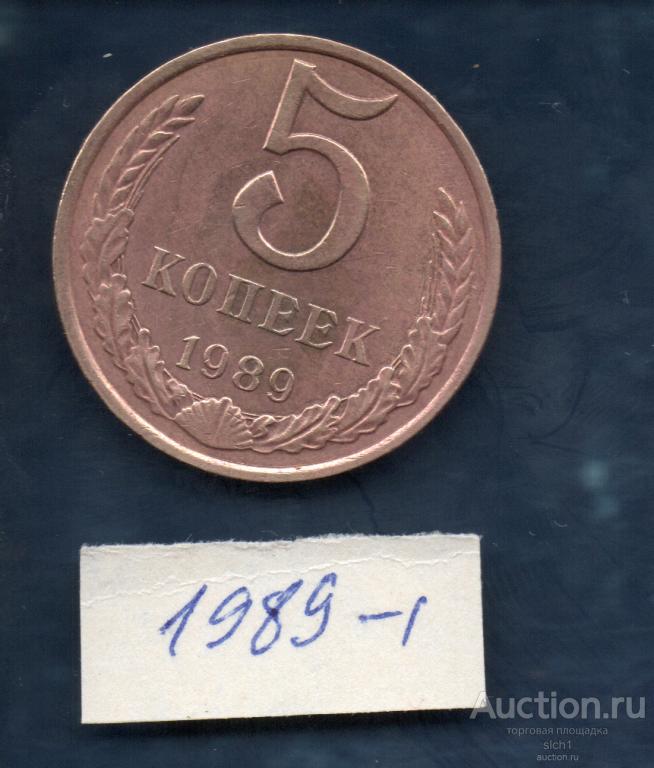 5
КОПЕЕК
1989
1989-1
Auction.ru
торговая площадка
slch1
auction.ru